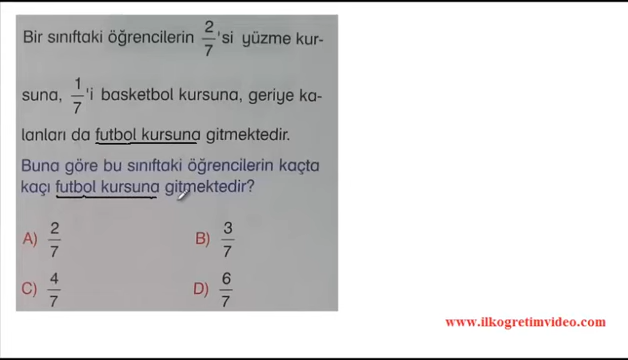 Bir sınıftaki öğrencilerin 2/7'si yüzme kur-
suna, 1/7'i basketbol kursuna, geriye ka-
lanları da futbol kursuna gitmektedir.
Buna göre bu sınıftaki öğrencilerin kaçta
kaçı futbol kursuna gitmektedir?
A) 2/7 B) 3/7
C) 4/7 D) 6/7
www.ilkogretimvideo.com